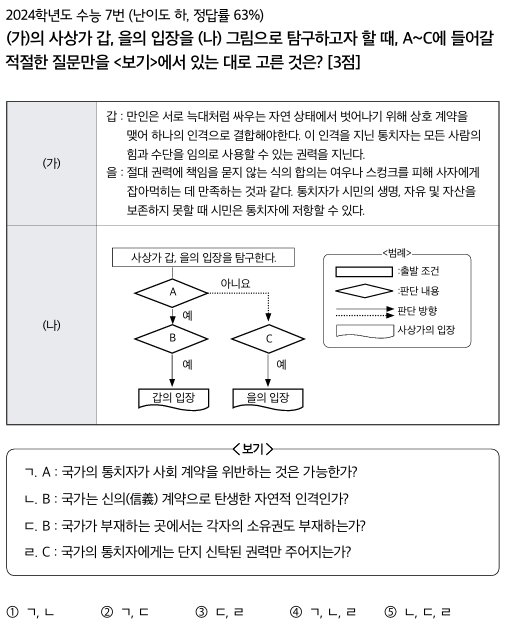 2024학년도 수능 7번 (난이도 하, 정답률 63%)
(가)의 사상가 갑, 을의 입장을 (나) 그림으로 탐구하고자 할 때, A~C에 들어갈
적절한 질문만을 <보기>에서 있는 대로 고른 것은? [3점]
(가)
갑 : 만인은 서로 늑대처럼 싸우는 자연 상태에서 벗어나기 위해 상호 계약을
맺어 하나의 인격으로 결합해야한다. 이 인격을 지닌 통치자는 모든 사람의
힘과 수단을 임의로 사용할 수 있는 권력을 지닌다.
을 : 절대 권력에 책임을 묻지 않는 식의 합의는 여우나 스컹크를 피해 사자에게
잡아먹히는 데 만족하는 것과 같다. 통치자가 시민의 생명, 자유 및 자산을
보존하지 못할 때 시민은 통치자에 저항할 수 있다.
(나)
사상가 갑, 을의 입장을 탐구한다.
A
아니요
예
B
C
예
예
갑의 입장
을의 입장
<범례>
:출발 조건
:판단 내용
:판단 방향
:사상가의 입장
<보기>
ㄱ. A : 국가의 통치자가 사회 계약을 위반하는 것은 가능한가?
ㄴ. B : 국가는 신의(信義) 계약으로 탄생한 자연적 인격인가?
ㄷ. B : 국가가 부재하는 곳에서는 각자의 소유권도 부재하는가?
ㄹ. C : 국가의 통치자에게는 단지 신탁된 권력만 주어지는가?
① ㄱ, ㄴ ② ㄱ, ㄷ ③ ㄷ, ㄹ ④ ㄱ, ㄴ, ㄹ ⑤ ㄴ, ㄷ, ㄹ